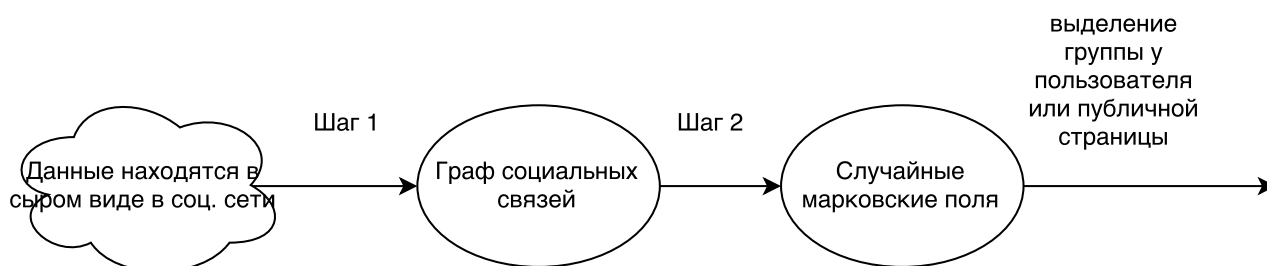 Данные находятся в
сыром виде в соц. сети
Шаг 1
Граф социальных
связей
Шаг 2
Случайные
марковские поля
выделение
группы у
пользователя
или публичной
страницы